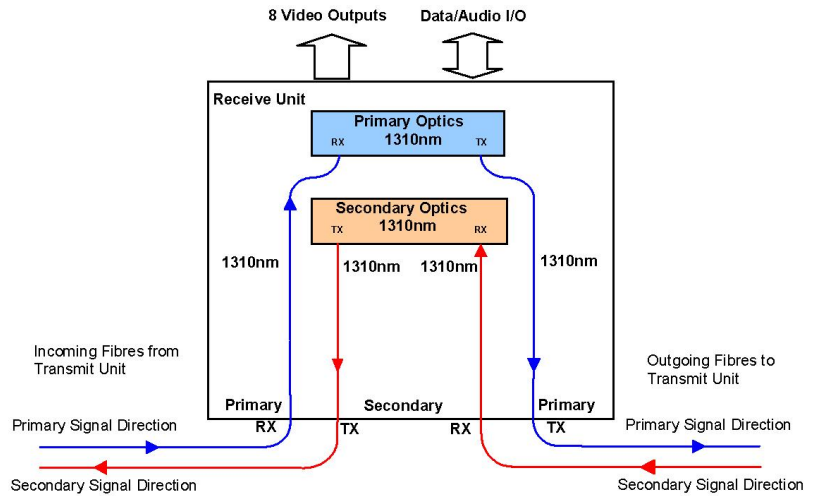 8 Video Outputs
Data/Audio I/O
Receive Unit
Primary Optics
1310nm
RX
TX
Secondary Optics
1310nm
TX
RX
1310nm
1310nm
1310nm
1310nm
Incoming Fibres from
Transmit Unit
Outgoing Fibres to
Transmit Unit
Primary
Secondary
Primary
RX
TX
RX
TX
Primary Signal Direction
Primary Signal Direction
Secondary Signal Direction
Secondary Signal Direction